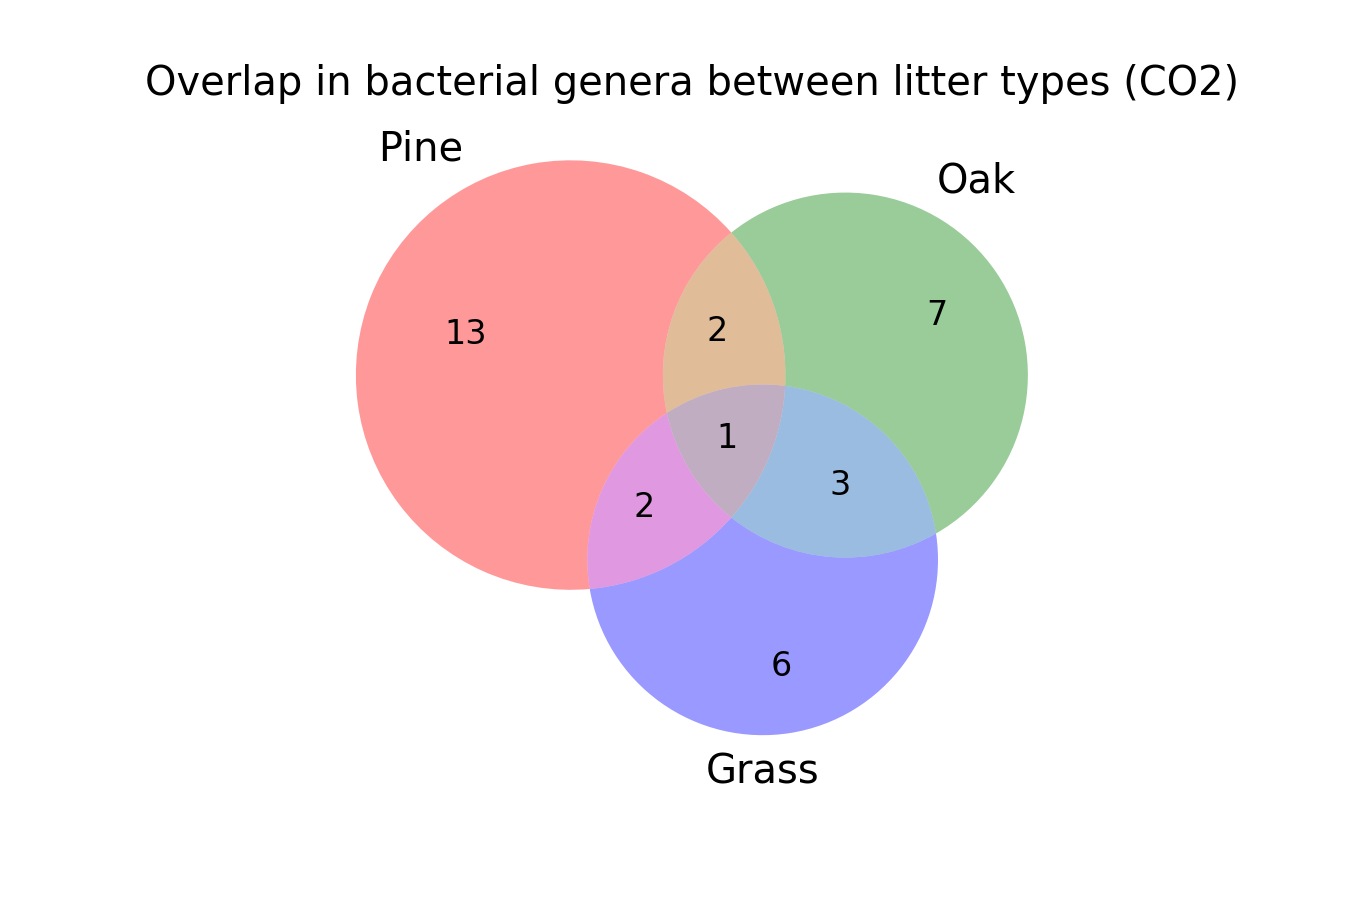 Overlap in bacterial genera between litter types (CO2)
Pine
Oak
13
2
7
1
2
3
6
Grass